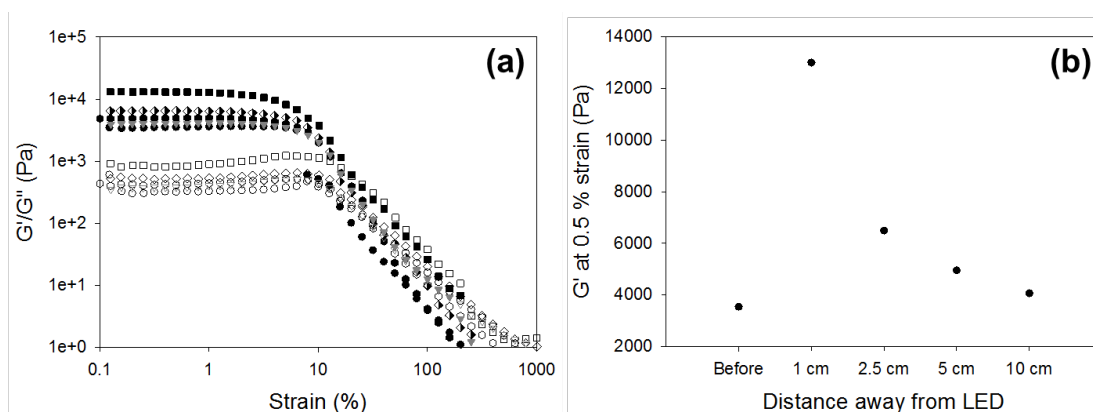 (a)
G'/G'' (Pa)
1e+5
1e+4
1e+3
1e+2
1e+1
1e+0
0.1 1 10 100 1000
Strain (%)
(b)
G' at 0.5 % strain (Pa)
14000
12000
10000
8000
6000
4000
2000
Before 1 cm 2.5 cm 5 cm 10 cm
Distance away from LED